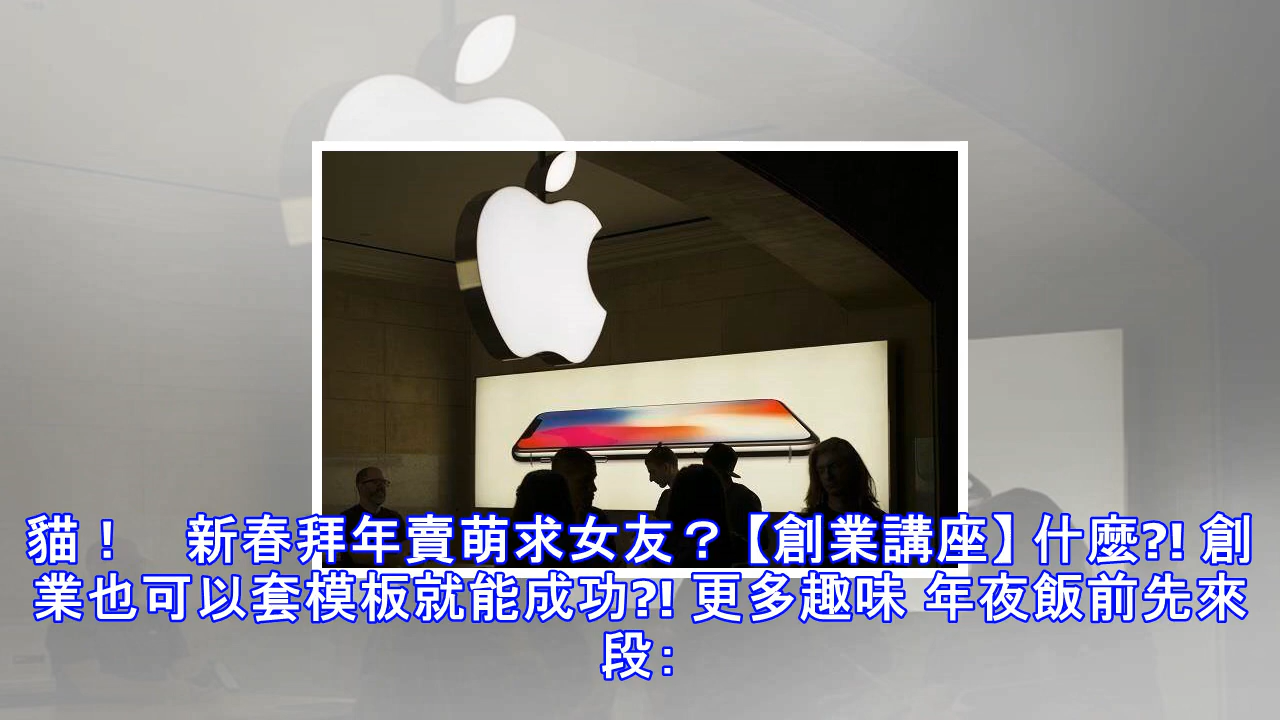 貓！　新春拜年賣萌求女友？【創業講座】什麼?! 創
業也可以套模板就能成功?! 更多趣味 年夜飯前先來
段：